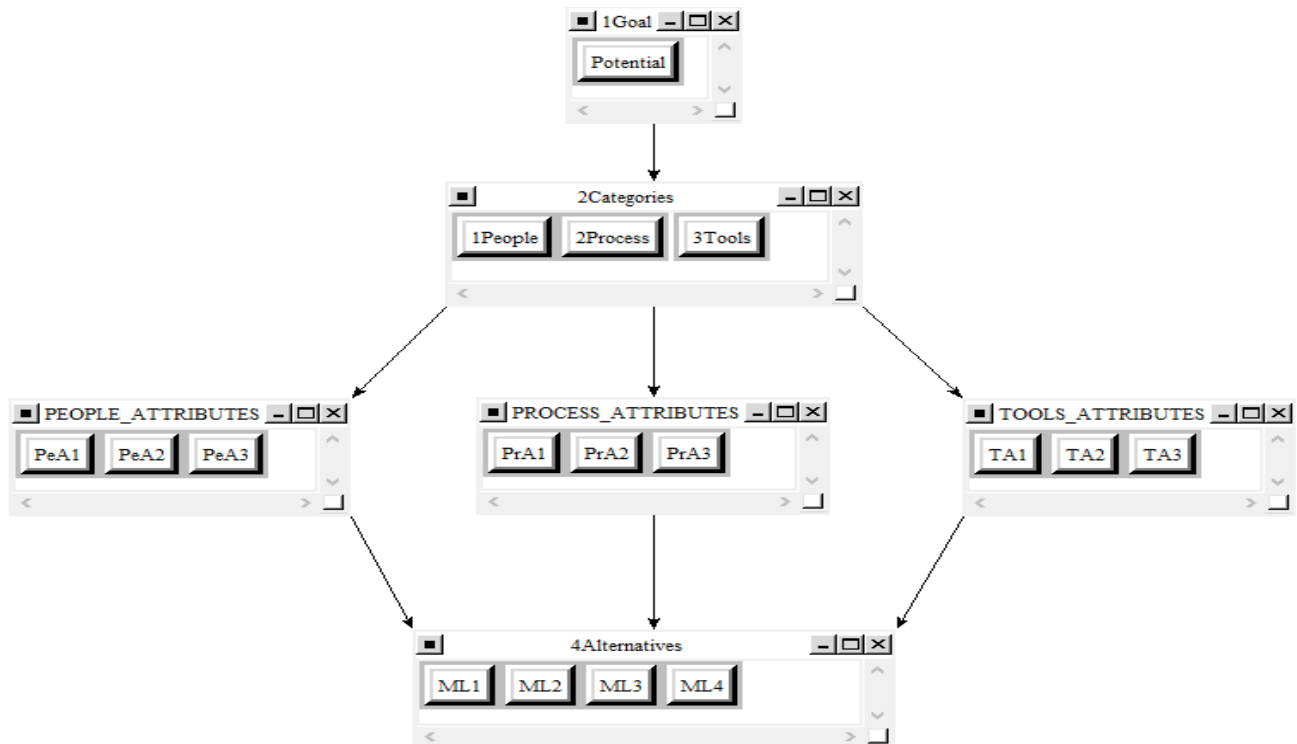 1Goal
Potential
2Categories
1People 2Process 3Tools
PEOPLE_ATTRIBUTES PROCESS_ATTRIBUTES TOOLS_ATTRIBUTES
PeA1 PeA2 PeA3 PrA1 PrA2 PrA3 TA1 TA2 TA3
4Alternatives
ML1 ML2 ML3 ML4